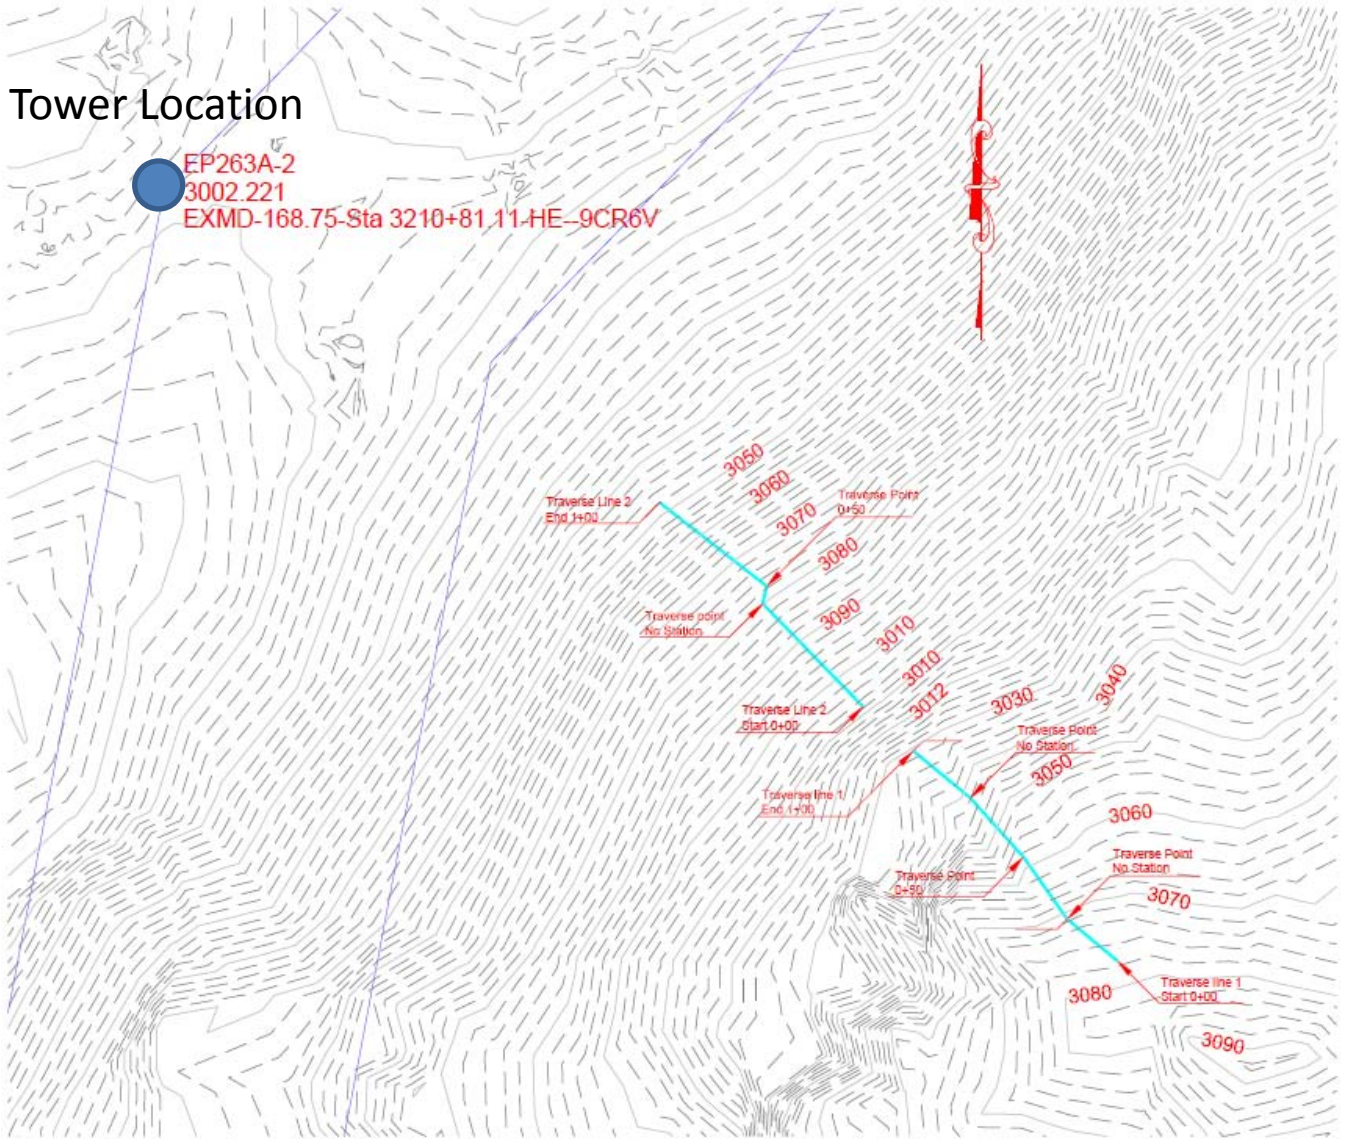 Tower Location
EP263A-2
3002.221
EXMD-168.75-Sta 3210+81.11-HE--9CR6V
3050
3060
Traverse Line 2
End 1+00
Traverse Point
0+50
3070
3080
3090
Traverse point
No Station
3010
3010
3012
3040
3030
Traverse Line 2
Start 0+00
Traverse Point
No Station
3050
Traverse line 1
End 1+00
3060
Traverse Point
No Station
Traverse Point
0+50
3070
Traverse line 1
Start 0+00
3080
3090